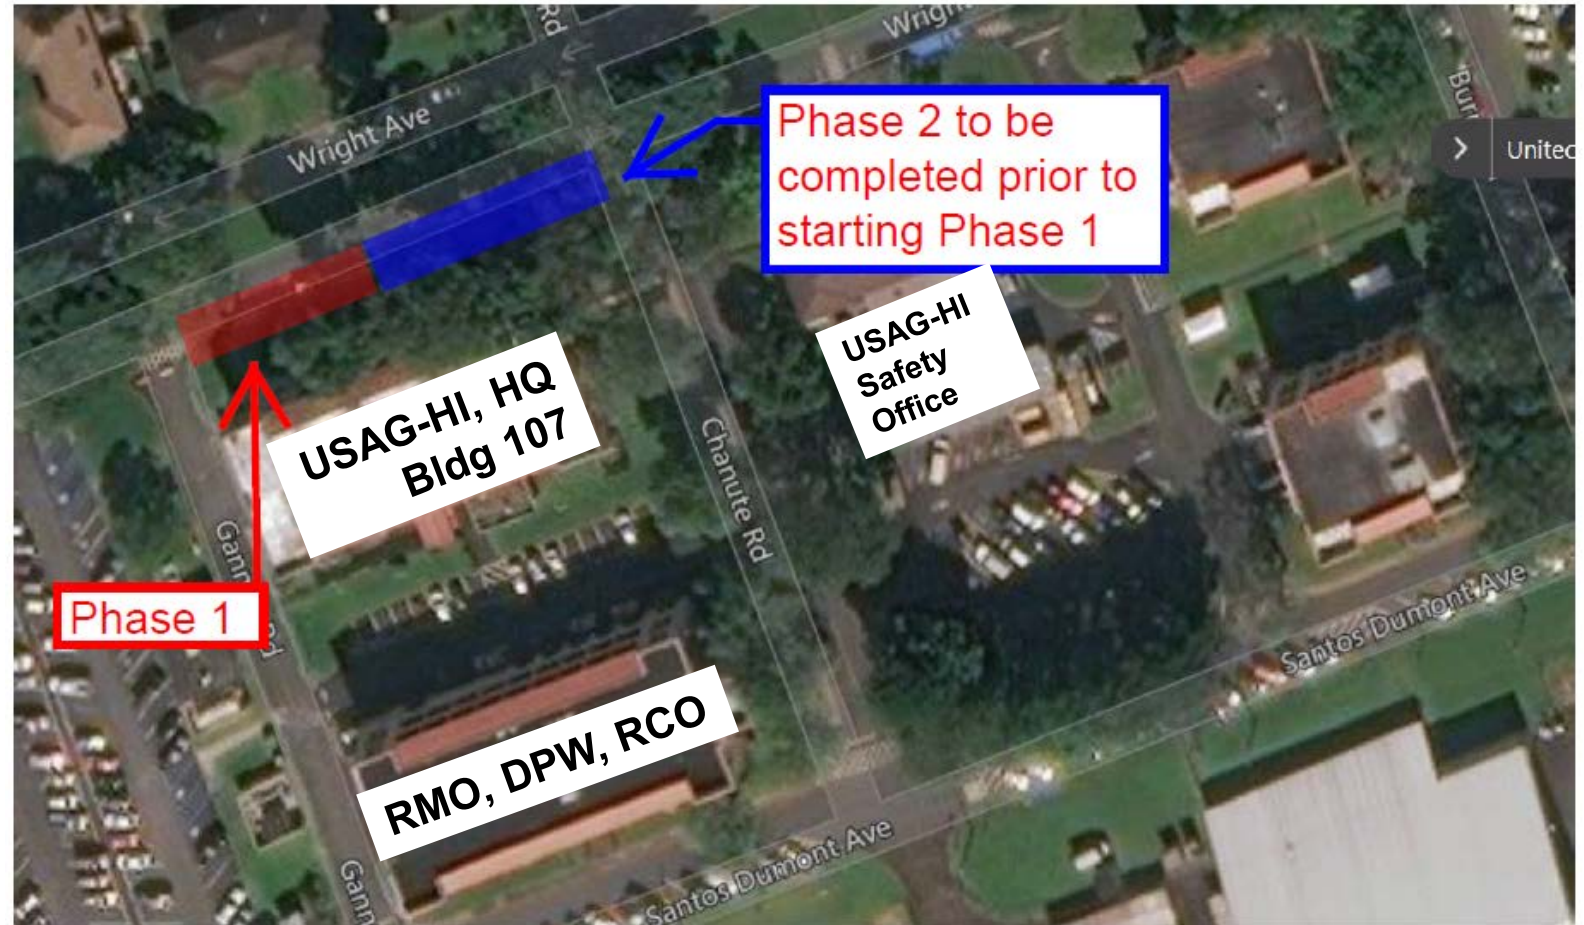 Rd
Wright
Wright Ave
Phase 2 to be
completed prior to
starting Phase 1
Unitec
USAG-HI
Safety
Office
USAG-HI, HQ
Bldg 107
Chanute Rd
Phase 1
Santos Dumont Ave
RMO, DPW, RCO
Santos Dumont Ave